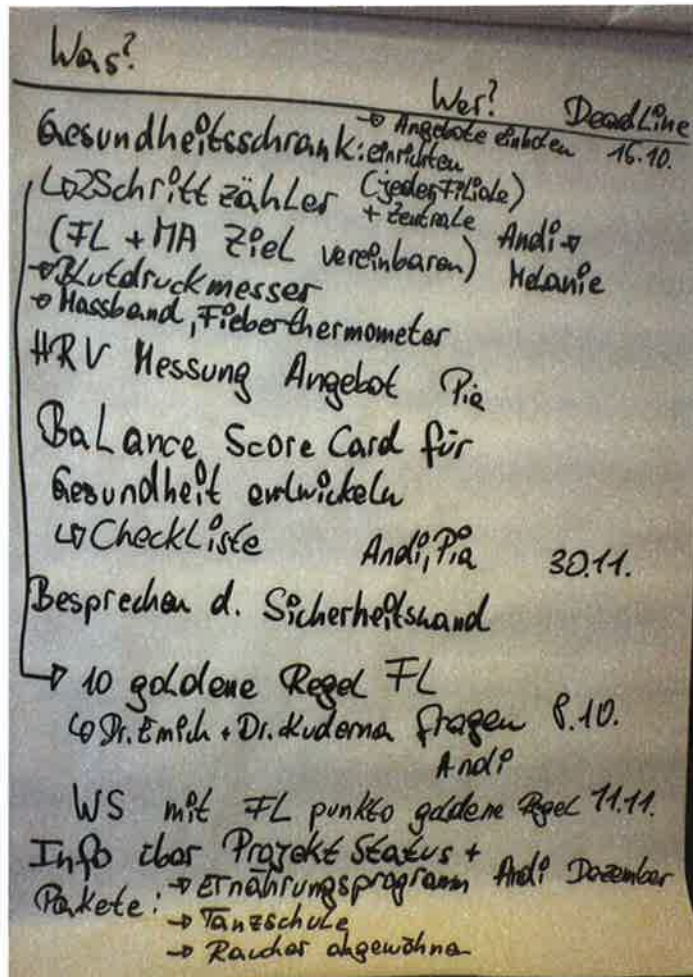 Was?
Wer? DeadLine
→ Angebote einholen 16.10.
Gesundheitsschrank: einrichten
↳ 2 Schrittzähler (jeder Filiale)
+ Zentrale
(FL + MA Ziel vereinbaren) Andi →
Melanie
→ Blutdruckmesser
→ Massband, Fieberthermometer
HRV Messung Angebot Pia
BaLance Score Card für
Gesundheit entwickeln
↳ CheckListe Andi, Pia 30.11.
Besprechen d. Sicherheitswand
→ 10 goldene Regel FL
↳ Dr. Emich + Dr. Kuderna fragen 8.10.
Andi
WS mit FL punkto goldene Regel 11.11.
Info über Projekt Status +
Pakete: → Ernährungsprogramm Andi Dezember
→ Tanzschule
→ Raucher abgewöhnen